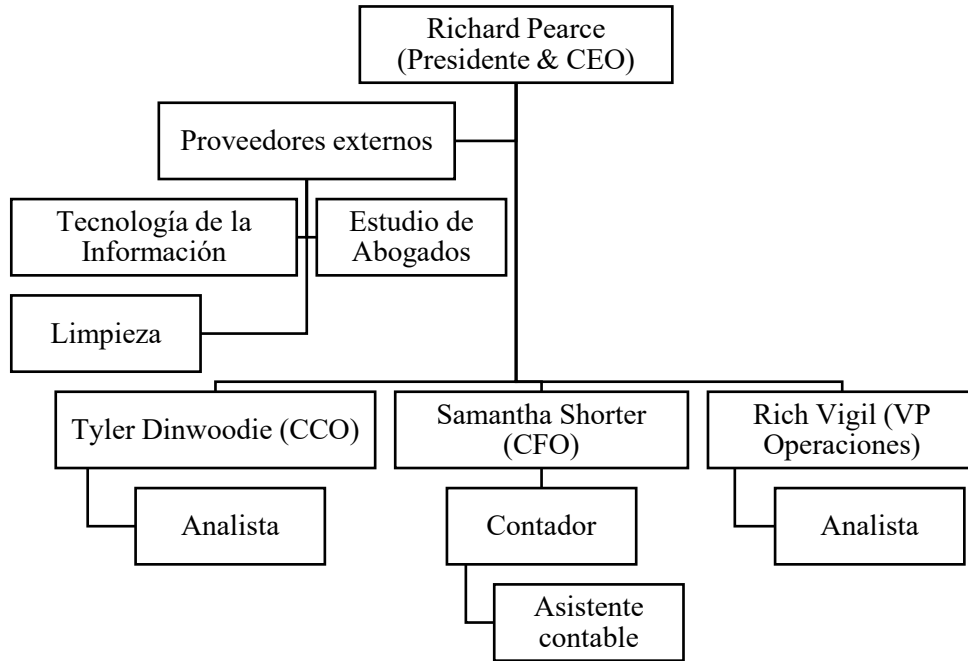 Richard Pearce
(Presidente & CEO)
Proveedores externos
Tecnología de la
Información
Estudio de
Abogados
Limpieza
Tyler Dinwoodie (CCO)
Samantha Shorter
(CFO)
Rich Vigil (VP
Operaciones)
Analista
Contador
Analista
Asistente
contable